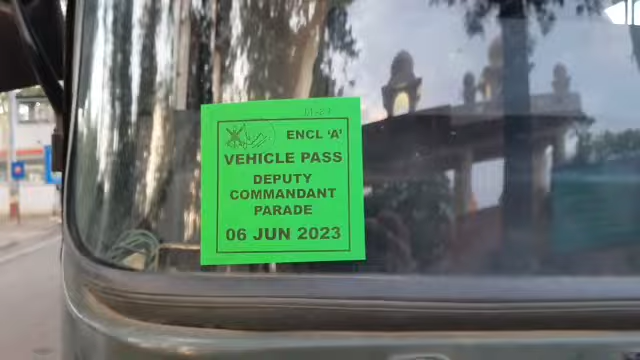 ENCL 'A'
VEHICLE PASS
DEPUTY
COMMANDANT
PARADE
06 JUN 2023